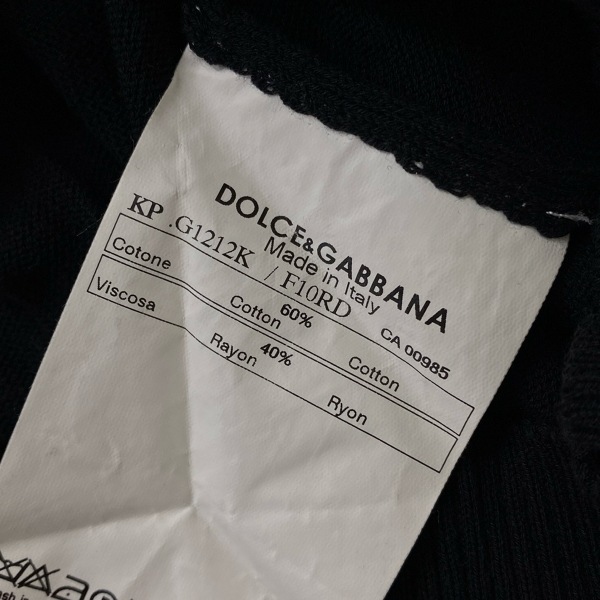 DOLCE&GABBANA
Made in Italy
KP .G1212K / F10RD CA 00985
Cotone 60% Cotton Cotton
Viscosa 40% Rayon Ryon